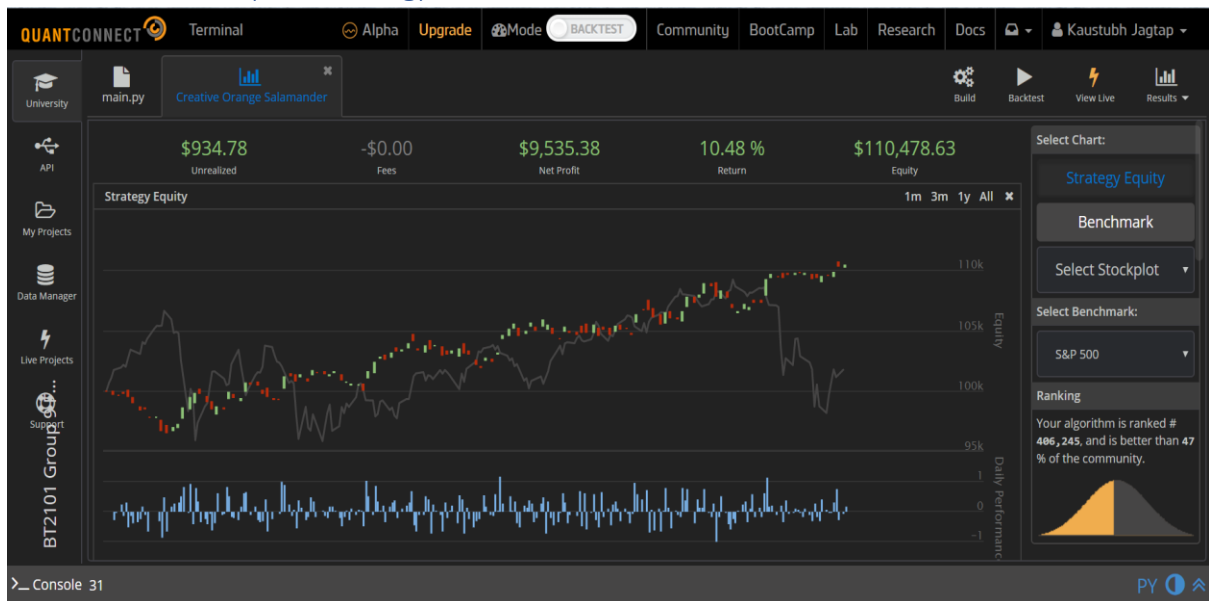 QUANTCONNECT Terminal Alpha Upgrade Mode BACKTEST Community BootCamp Lab Research Docs Kaustubh Jagtap
University
API
My Projects
Data Manager
Live Projects
Support
BT2101 Group
main.py
Creative Orange Salamander
Build
Backtest
View Live
Results
$934.78
Unrealized
-$0.00
Fees
$9,535.38
Net Profit
10.48 %
Return
$110,478.63
Equity
Strategy Equity
1m 3m 1y All
110k
105k
100k
95k
Equity
1
0
-1
Daily Performanc
Select Chart:
Strategy Equity
Benchmark
Select Stockplot
Select Benchmark:
S&P 500
Ranking
Your algorithm is ranked #
406,245, and is better than 47
% of the community.
Console 31
PY